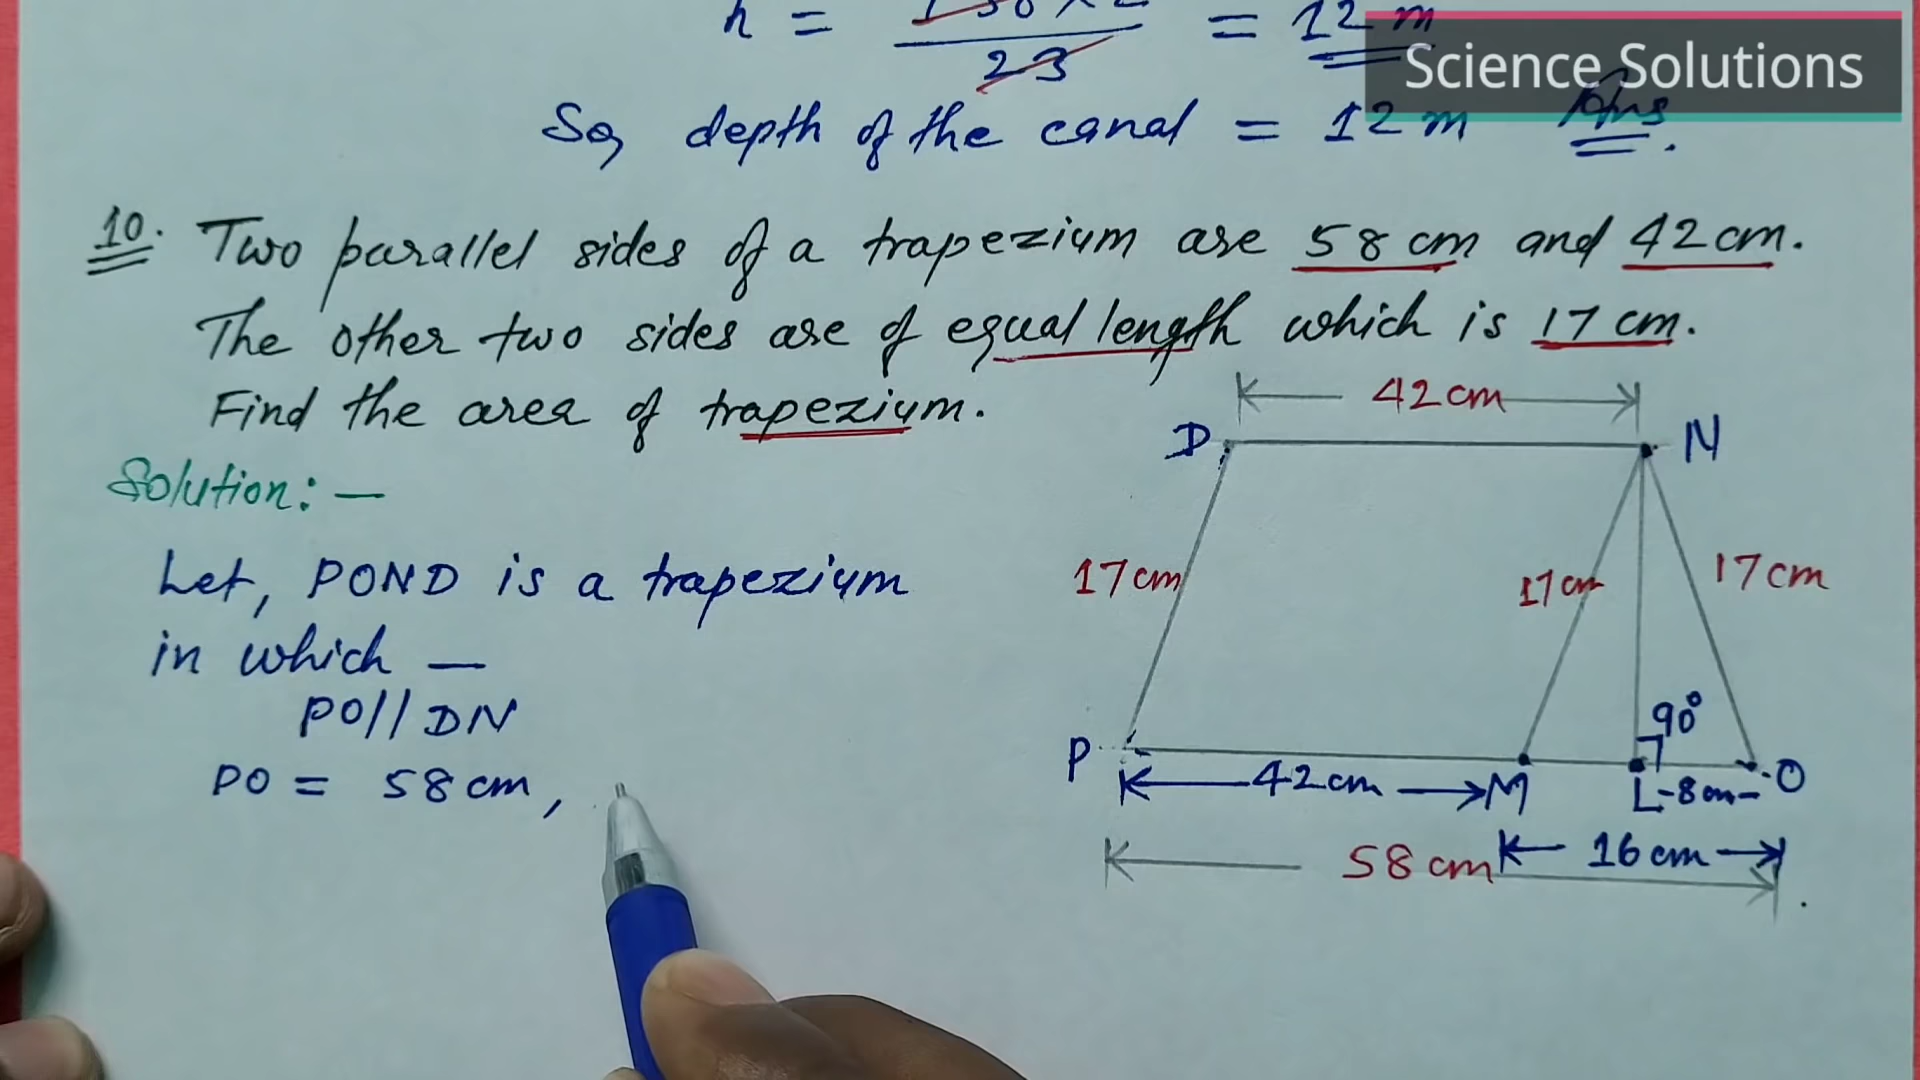 h = 2 3 = 12 m
Science Solutions
So, depth of the canal = 12 m Ans.
10. Two parallel sides of a trapezium are 58 cm and 42 cm.
The other two sides are of equal length which is 17 cm.
Find the area of trapezium.
42 cm
D N
Solution:—
Let, POND is a trapezium
17 cm 17 cm 17 cm
in which —
PO // DN
90°
P M L O
PO = 58 cm,
42 cm 8 cm
58 cm 16 cm